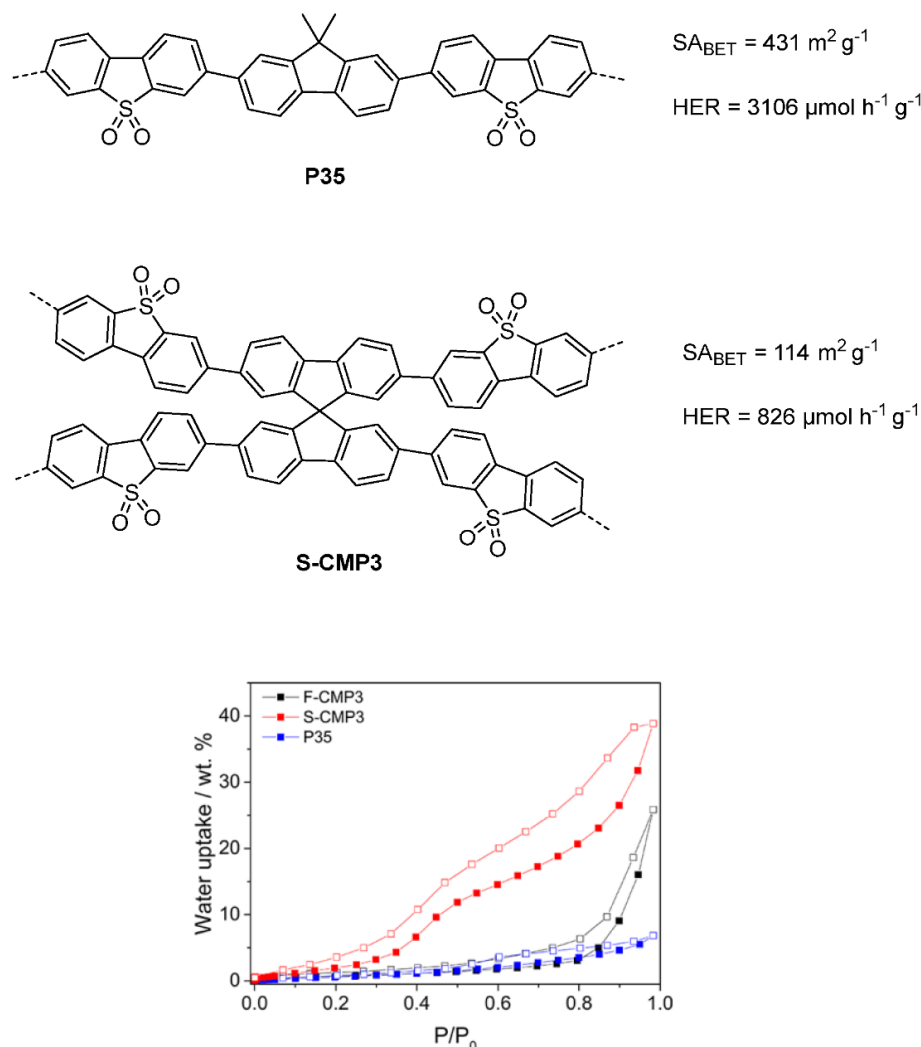 SA_BET = 431 m² g⁻¹
HER = 3106 µmol h⁻¹ g⁻¹
S
O O
S
O O
P35
O O
S
O O
S
SA_BET = 114 m² g⁻¹
HER = 826 µmol h⁻¹ g⁻¹
S
O O
S
O O
S-CMP3
F-CMP3
S-CMP3
P35
Water uptake / wt. %
40
30
20
10
0
0.0 0.2 0.4 0.6 0.8 1.0
P/P₀